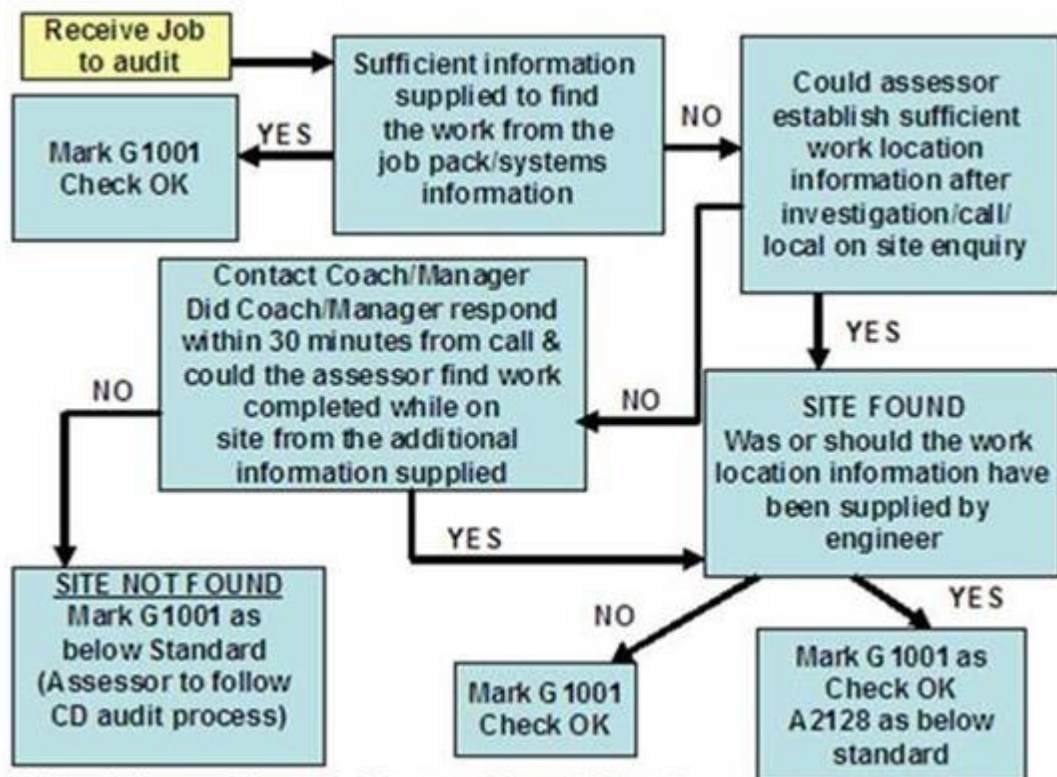 Receive Job
to audit
Sufficient information
supplied to find
the work from the
job pack/systems
information
YES
Mark G1001
Check OK
NO
Could assessor
establish sufficient
work location
information after
investigation/call/
local on site enquiry
Contact Coach/Manager
Did Coach/Manager respond
within 30 minutes from call &
could the assessor find work
completed while on
site from the additional
information supplied
NO
YES
SITE FOUND
Was or should the work
location information have
been supplied by
engineer
NO
YES
SITE NOT FOUND
Mark G1001 as
below Standard
(Assessor to follow
CD audit process)
NO
Mark G1001
Check OK
YES
Mark G1001 as
Check OK
A2128 as below
standard